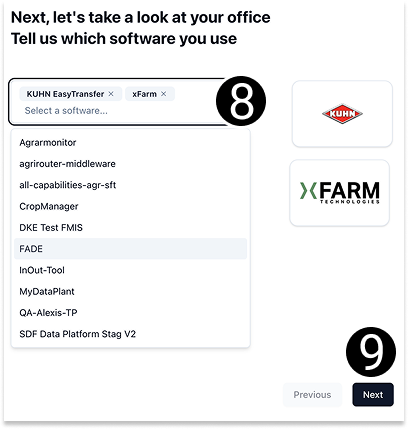 Next, let's take a look at your office
Tell us which software you use
KUHN EasyTransfer × xFarm ×
Select a software...
8
KUHN
Agrarmonitor
agrirouter-middleware
all-capabilities-agr-sft
CropManager
DKE Test FMIS
FADE
InOut-Tool
MyDataPlant
QA-Alexis-TP
SDF Data Platform Stag V2
XFARM
TECHNOLOGIES
9
Previous
Next